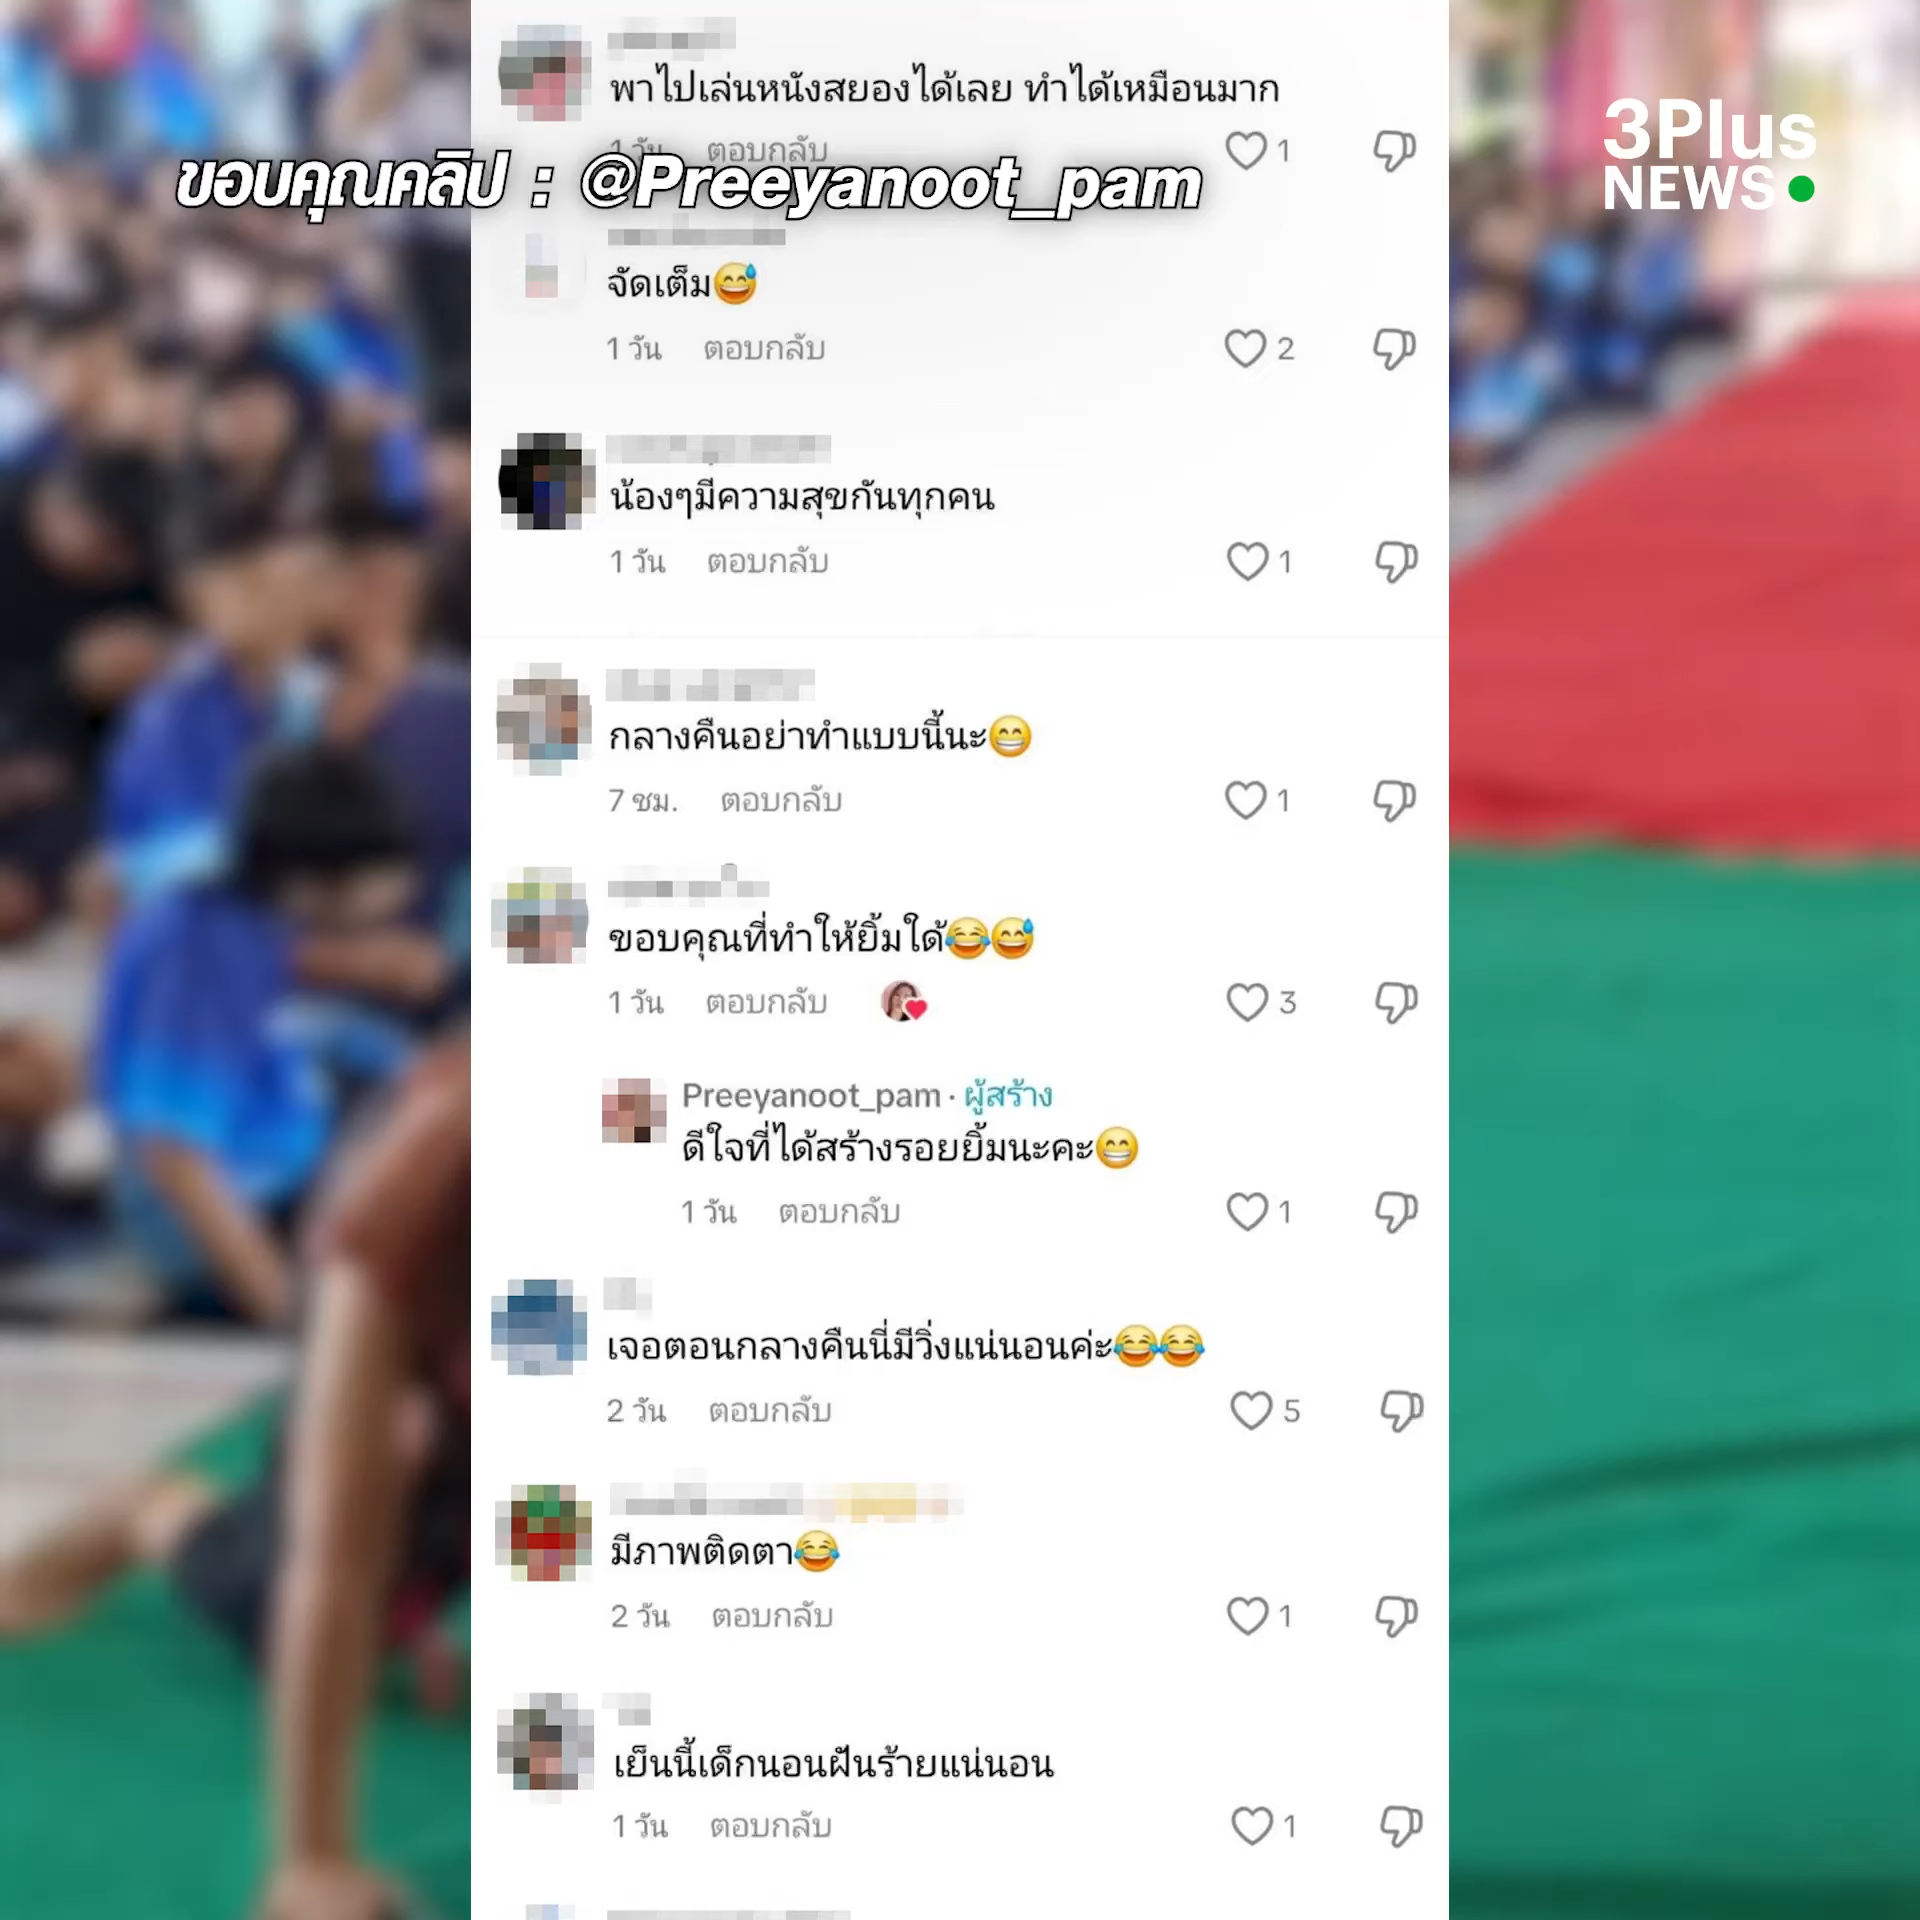 พาไปเล่นหนังสยองได้เลย ทำได้เหมือนมาก
1 วัน ตอบกลับ 1
ขอบคุณคลิป : @Preeyanoot_pam
3Plus
NEWS
จัดเต็ม😅
1 วัน ตอบกลับ 2
น้องๆมีความสุขกันทุกคน
1 วัน ตอบกลับ 1
กลางคืนอย่าทำแบบนี้นะ😁
7 ชม. ตอบกลับ 1
ขอบคุณที่ทำให้ยิ้มใด้😂😅
1 วัน ตอบกลับ 3
Preeyanoot_pam · ผู้สร้าง
ดีใจที่ได้สร้างรอยยิ้มนะคะ😁
1 วัน ตอบกลับ 1
เจอตอนกลางคืนนี่มีวิ่งแน่นอนค่ะ😂😂
2 วัน ตอบกลับ 5
มีภาพติดตา😂
2 วัน ตอบกลับ 1
เย็นนี้เด็กนอนฝันร้ายแน่นอน
1 วัน ตอบกลับ 1